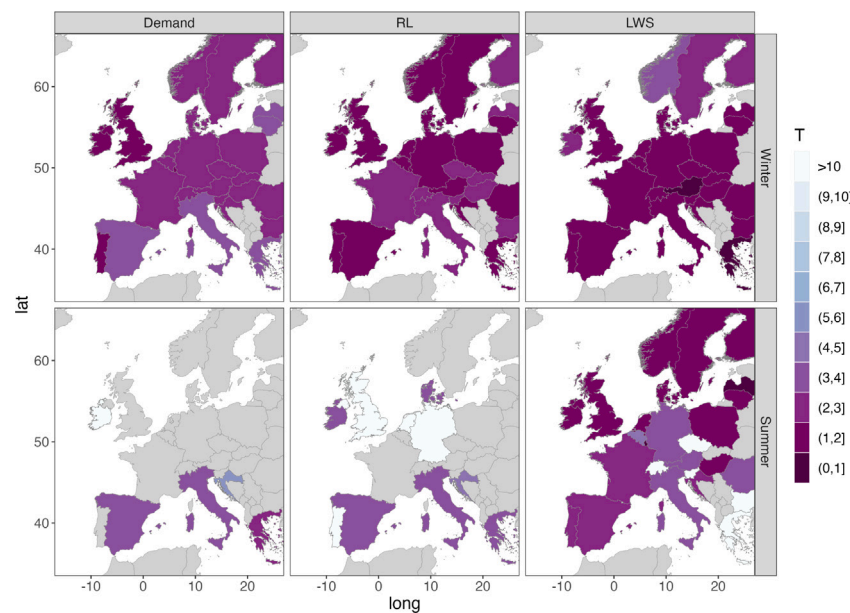 Demand RL LWS
60
50
40
Winter
60
50
40
Summer
lat
-10 0 10 20 -10 0 10 20 -10 0 10 20
long
T
>10
(9,10]
(8,9]
(7,8]
(6,7]
(5,6]
(4,5]
(3,4]
(2,3]
(1,2]
(0,1]